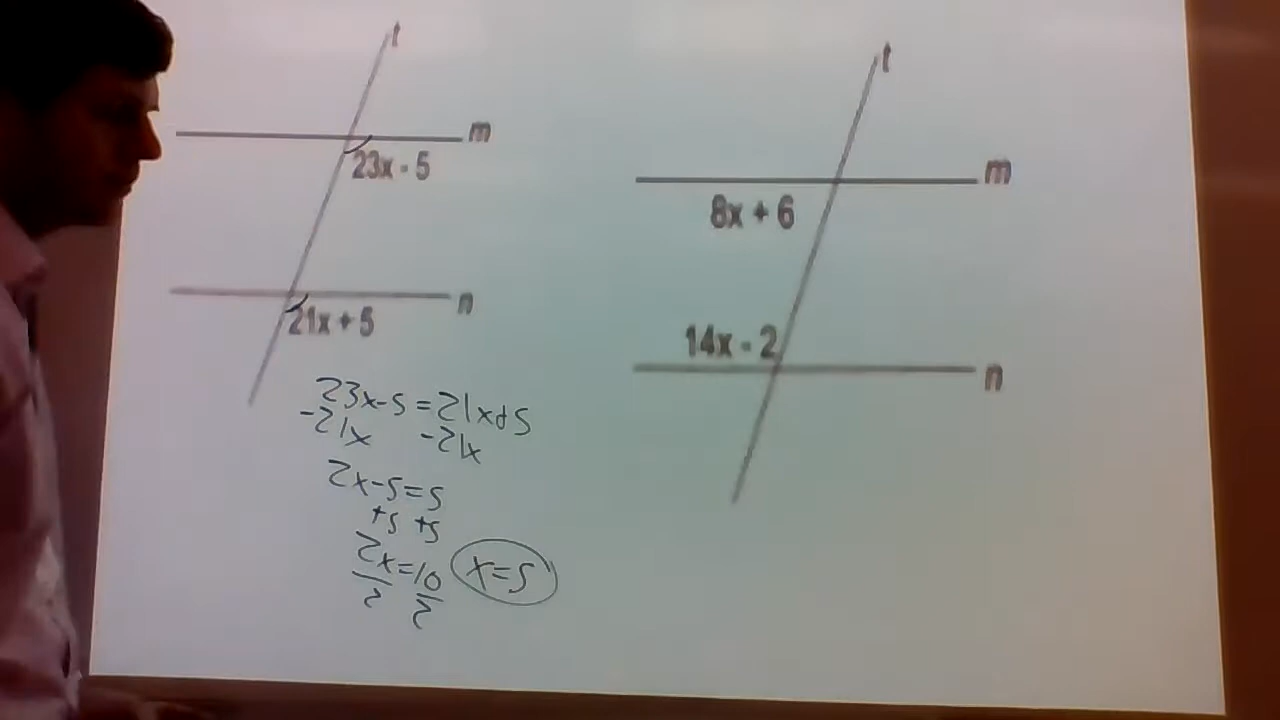 t
m
23x - 5
n
21x + 5
23x-5=21x+5
-21x -21x
2x-5=5
+5 +5
2x=10
2 2
x=5
t
m
8x + 6
14x - 2
n